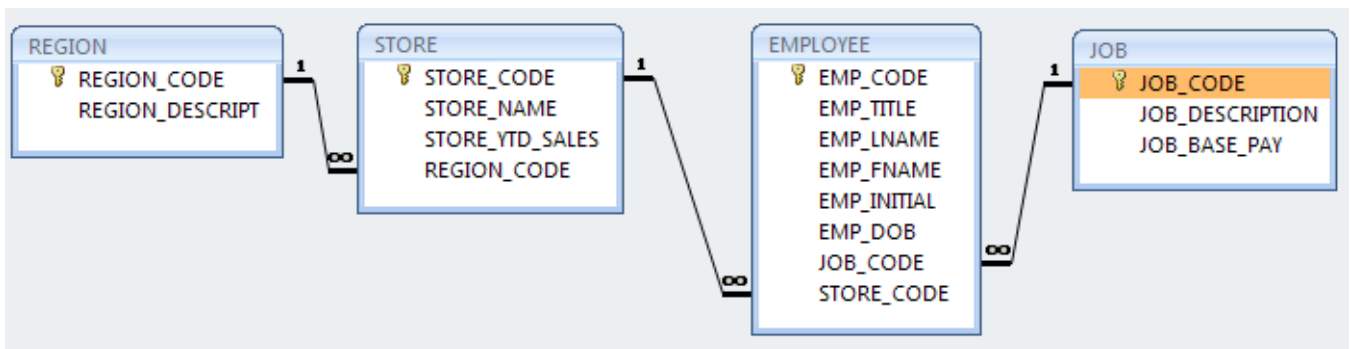 REGION
REGION_CODE
REGION_DESCRIPT
1
∞
STORE
STORE_CODE
STORE_NAME
STORE_YTD_SALES
REGION_CODE
1
∞
EMPLOYEE
EMP_CODE
EMP_TITLE
EMP_LNAME
EMP_FNAME
EMP_INITIAL
EMP_DOB
JOB_CODE
STORE_CODE
∞
1
JOB
JOB_CODE
JOB_DESCRIPTION
JOB_BASE_PAY